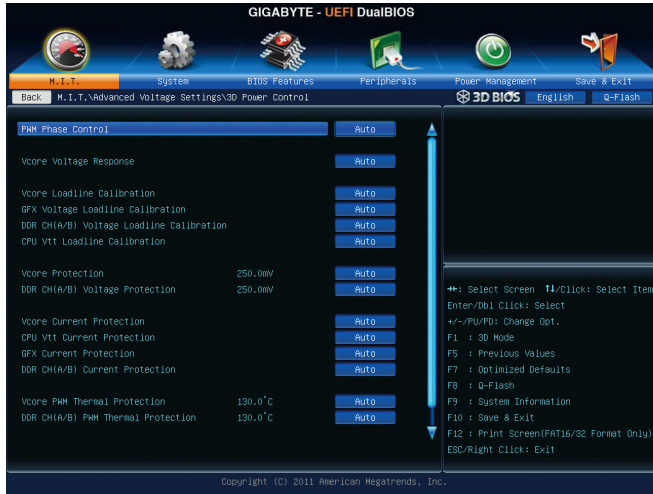 GIGABYTE - UEFI DualBIOS
M.I.T. System BIOS Features Peripherals Power Management Save & Exit
Back M.I.T.\Advanced Voltage Settings\3D Power Control 3D BIOS English Q-Flash
PWM Phase Control Auto
Vcore Voltage Response Auto
Vcore Loadline Calibration Auto
GFX Voltage Loadline Calibration Auto
DDR CH(A/B) Voltage Loadline Calibration Auto
CPU Vtt Loadline Calibration Auto
Vcore Protection 250.0mV Auto
DDR CH(A/B) Voltage Protection 250.0mV Auto
Vcore Current Protection Auto
CPU Vtt Current Protection Auto
GFX Current Protection Auto
DDR CH(A/B) Current Protection Auto
Vcore PWM Thermal Protection 130.0°C Auto
DDR CH(A/B) PWM Thermal Protection 130.0°C Auto
→←: Select Screen ↑↓/Click: Select Item
Enter/Dbl Click: Select
+/-/PU/PD: Change Opt.
F1 : 3D Mode
F5 : Previous Values
F7 : Optimized Defaults
F8 : Q-Flash
F9 : System Information
F10 : Save & Exit
F12 : Print Screen(FAT16/32 Format Only)
ESC/Right Click: Exit
Copyright (C) 2011 American Megatrends, Inc.